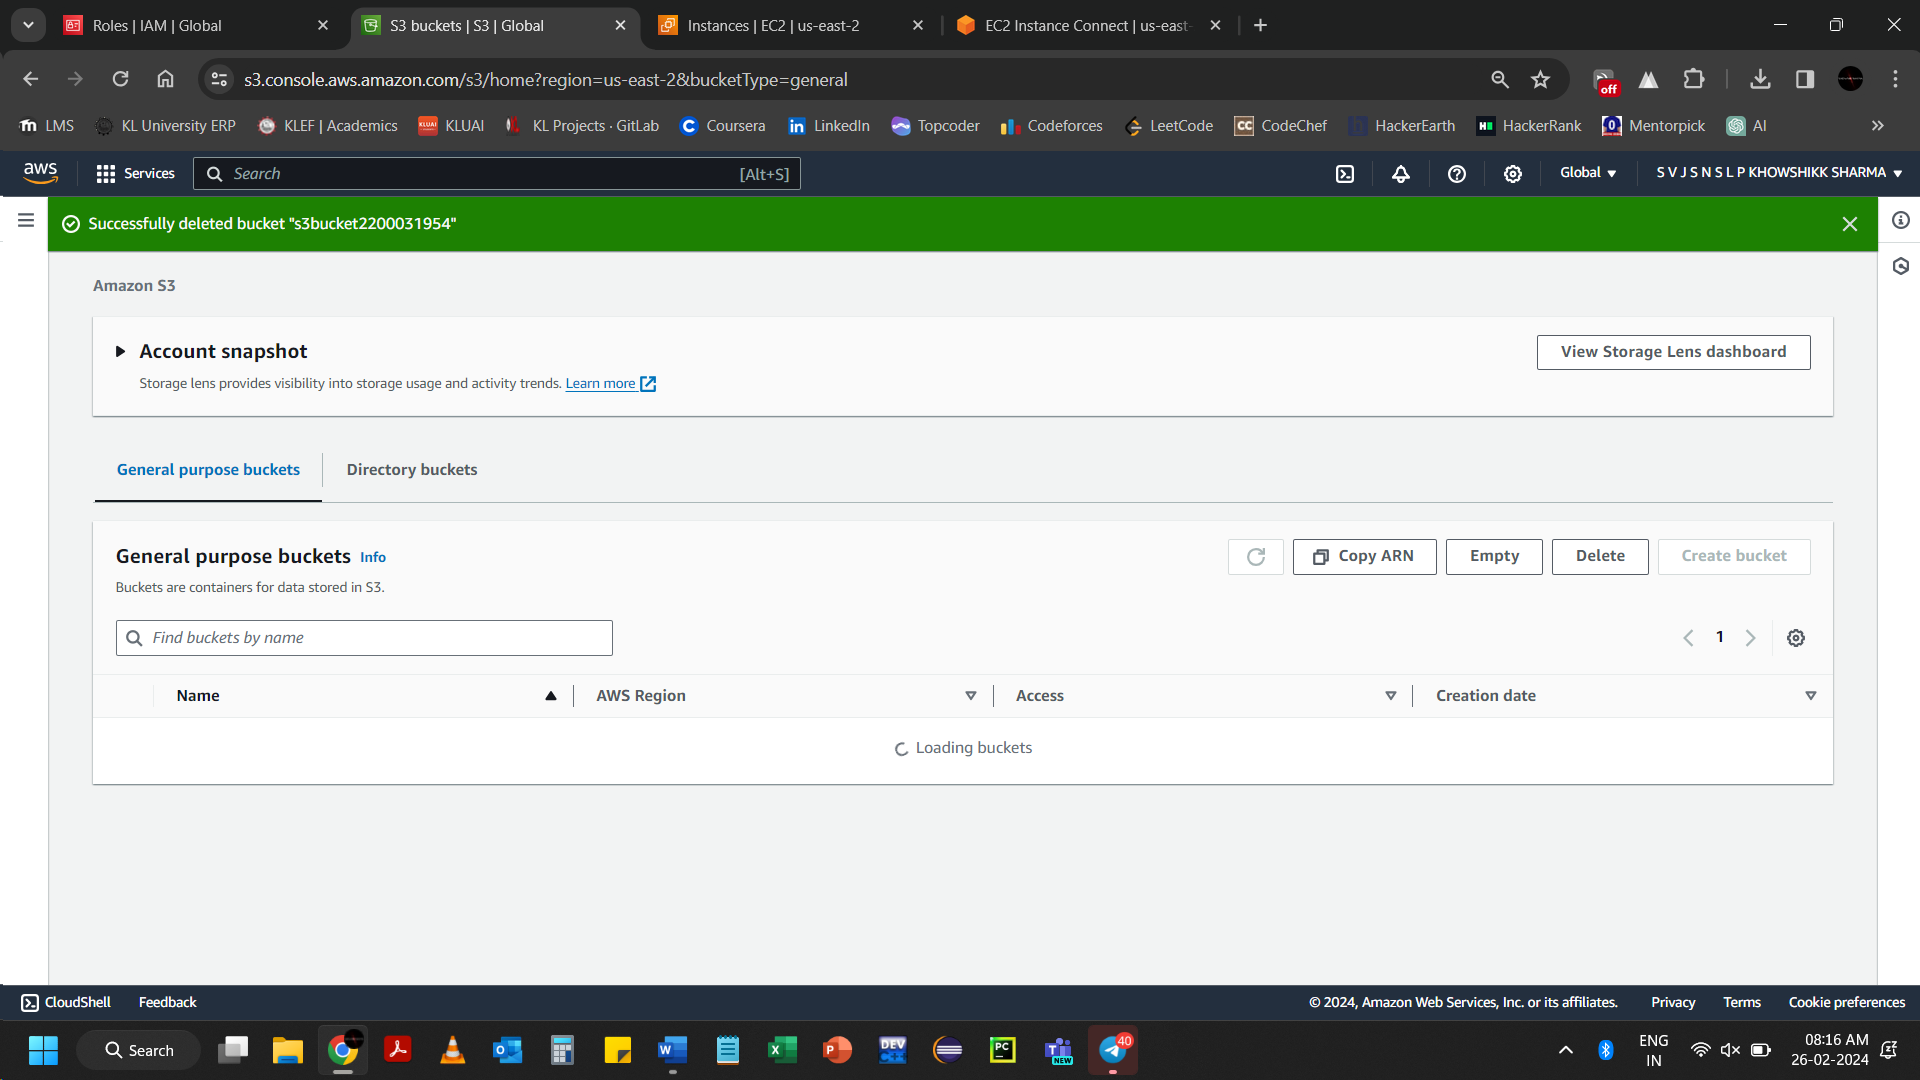 Roles | IAM | Global
S3 buckets | S3 | Global
Instances | EC2 | us-east-2
EC2 Instance Connect | us-east-
s3.console.aws.amazon.com/s3/home?region=us-east-2&bucketType=general
off
LMS
KL University ERP
KLEF | Academics
KLUAI
KLUAI
KL Projects · GitLab
Coursera
LinkedIn
Topcoder
Codeforces
LeetCode
CC
CodeChef
HackerEarth
HackerRank
Mentorpick
AI
aws
Services
Search
[Alt+S]
Global
S V J S N S L P KHOWSHIKK SHARMA
Successfully deleted bucket "s3bucket2200031954"
Amazon S3
Account snapshot
View Storage Lens dashboard
Storage lens provides visibility into storage usage and activity trends. Learn more
General purpose buckets
Directory buckets
General purpose buckets Info
Copy ARN
Empty
Delete
Create bucket
Buckets are containers for data stored in S3.
Find buckets by name
1
Name
AWS Region
Access
Creation date
Loading buckets
CloudShell
Feedback
© 2024, Amazon Web Services, Inc. or its affiliates.
Privacy
Terms
Cookie preferences
Search
DEV
PC
NEW
40
ENG
IN
08:16 AM
26-02-2024